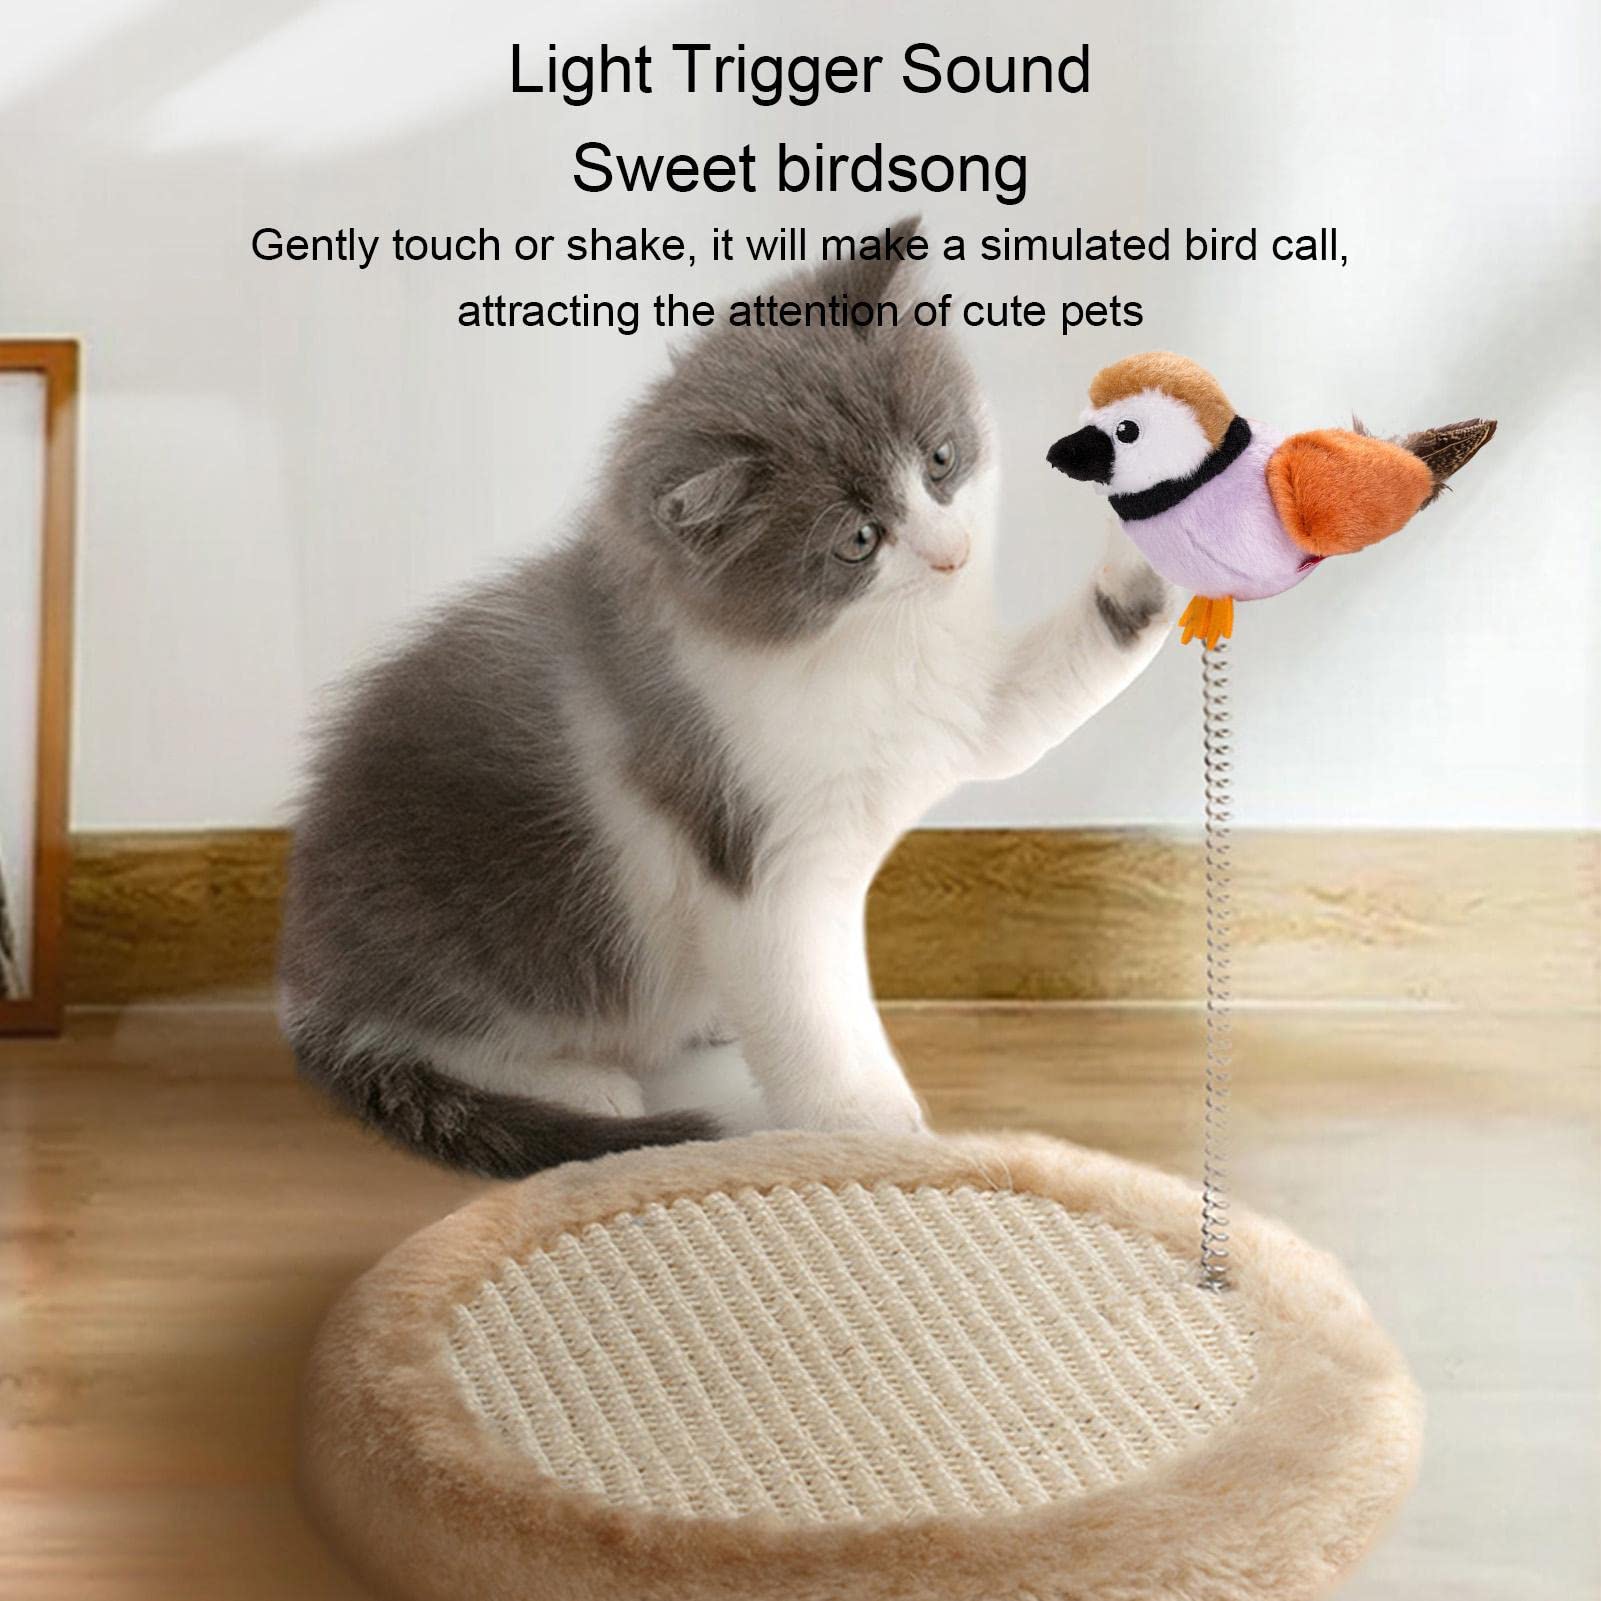 Light Trigger Sound
Sweet birdsong
Gently touch or shake, it will make a simulated bird call,
attracting the attention of cute pets